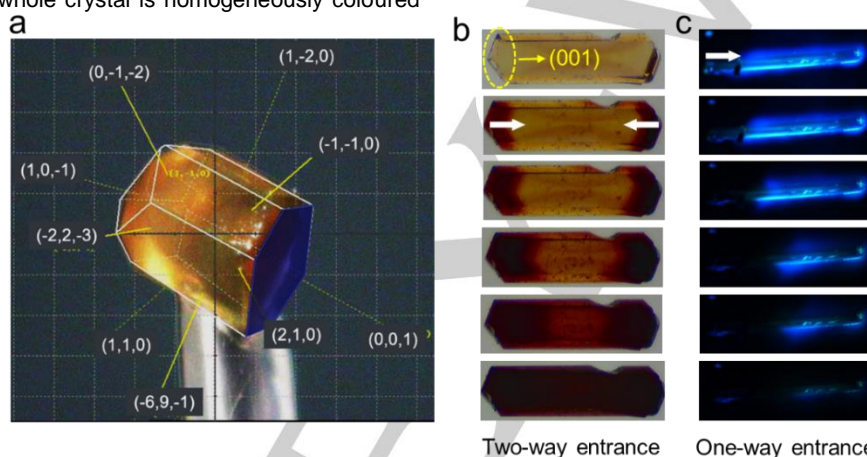 whole crystal is homogeneously coloured
a
b
c
(1,-2,0)
(0,-1,-2)
(001)
(-1,-1,0)
(1,0,-1)
(-2,2,-3)
(1,1,0)
(2,1,0)
(0,0,1)
(-6,9,-1)
Two-way entrance
One-way entrance